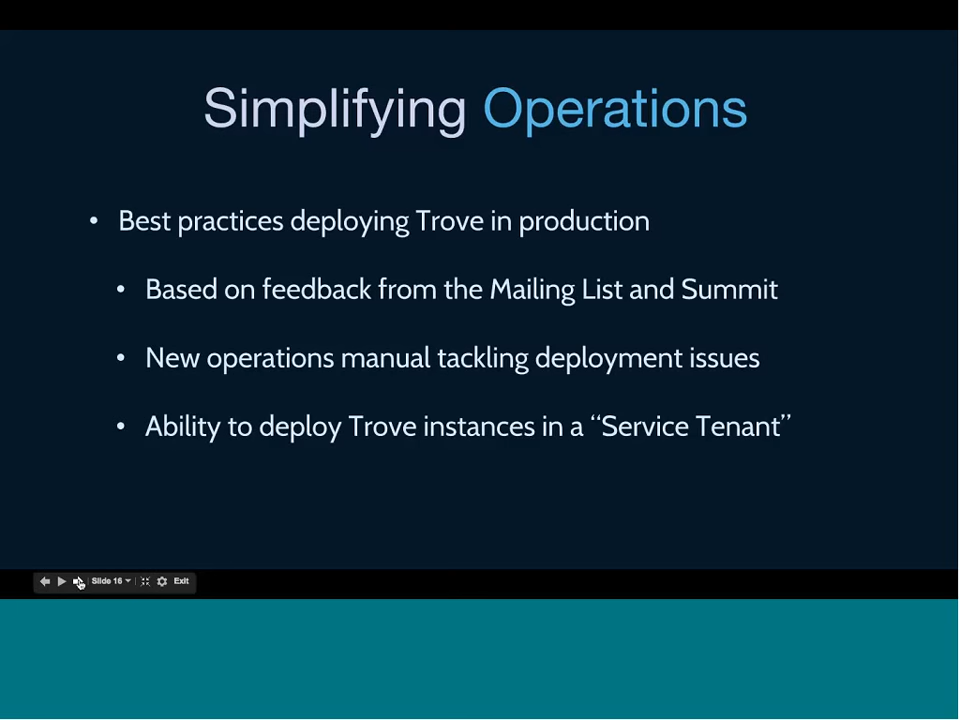 Simplifying Operations
• Best practices deploying Trove in production
• Based on feedback from the Mailing List and Summit
• New operations manual tackling deployment issues
• Ability to deploy Trove instances in a “Service Tenant”
Slide 16 Exit